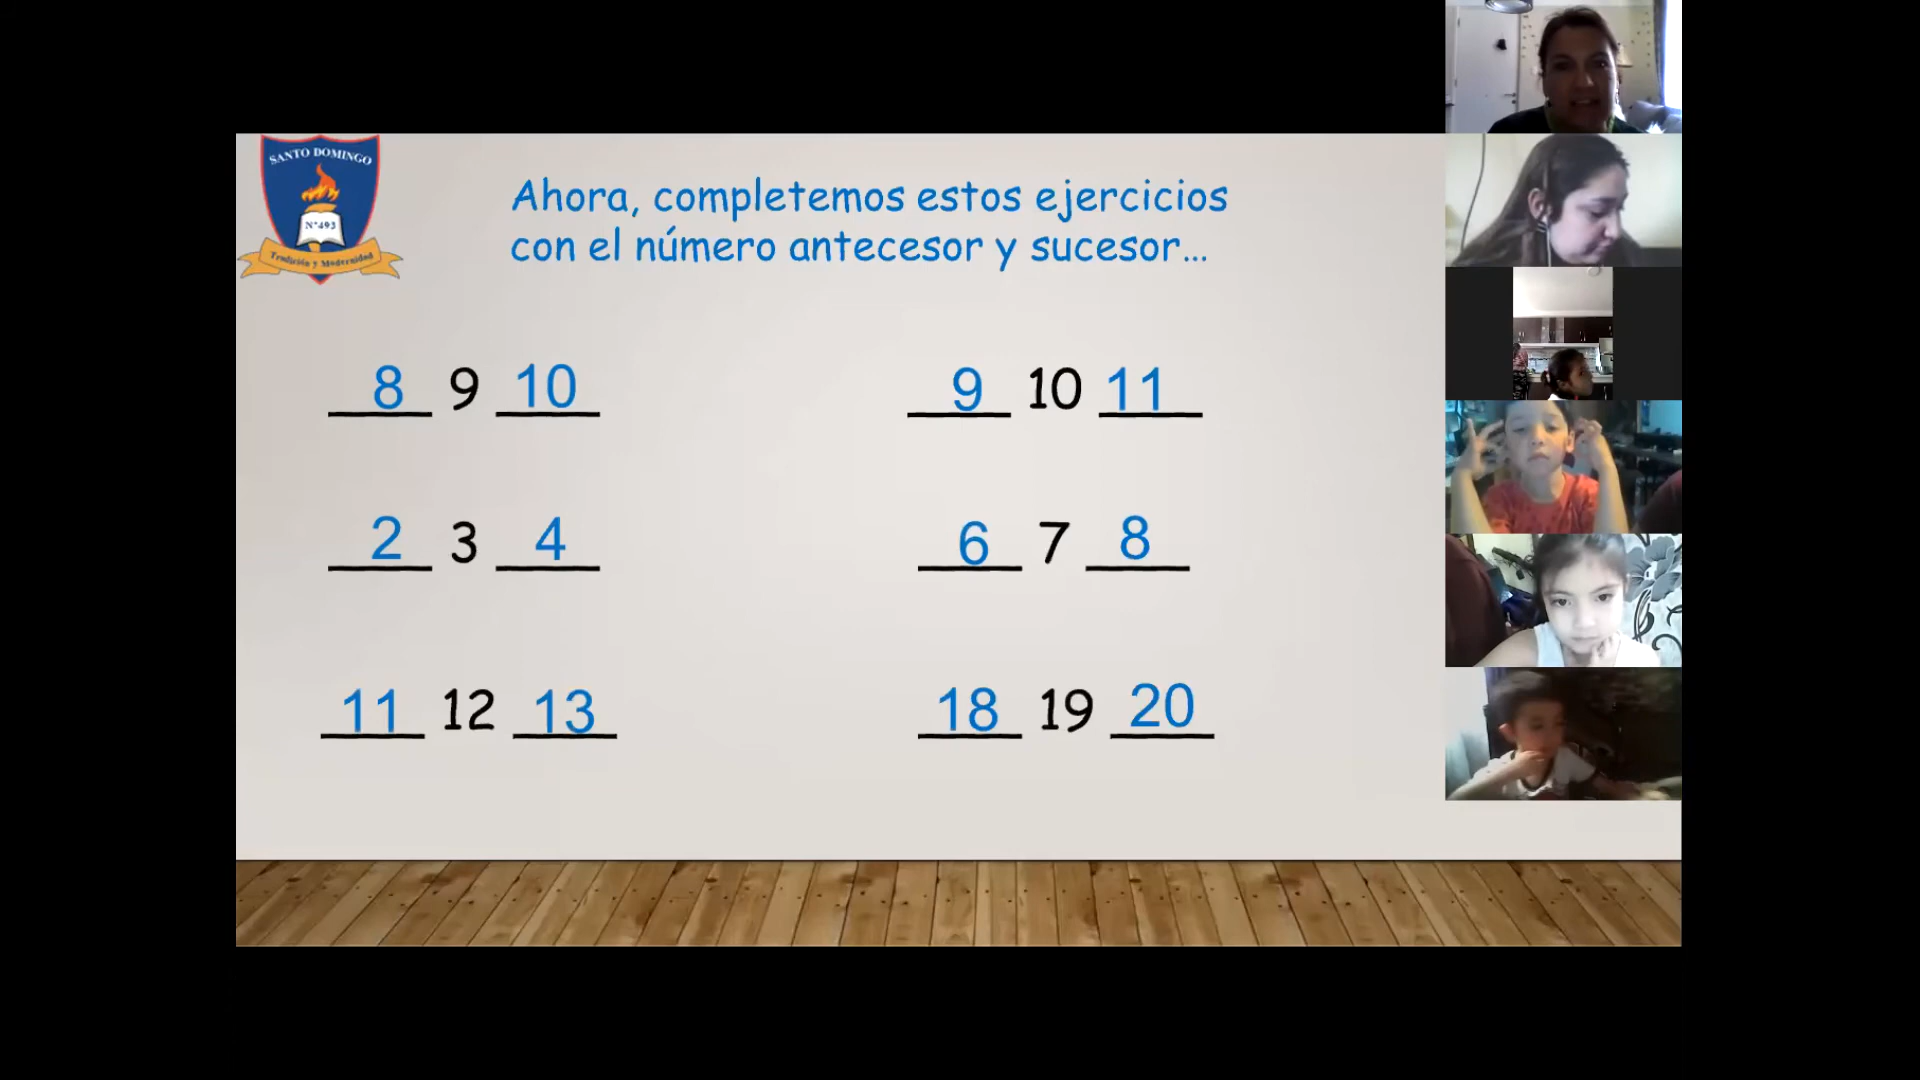 SANTO DOMINGO
N°493
Tradición y Modernidad
Ahora, completemos estos ejercicios
con el número antecesor y sucesor...
8 9 10
9 10 11
2 3 4
6 7 8
11 12 13
18 19 20